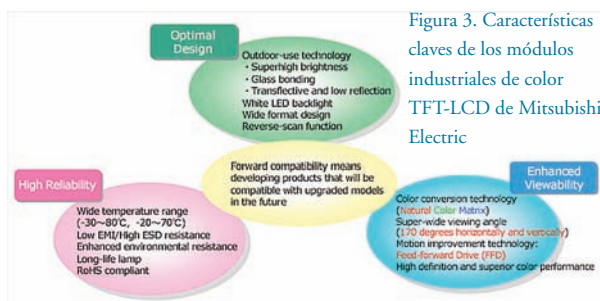 Optimal
Design
Outdoor-use technology
・Superhigh brightness
・Glass bonding
・Transflective and low reflection
White LED backlight
Wide format design
Reverse-scan function
Figura 3. Características
claves de los módulos
industriales de color
TFT-LCD de Mitsubishi
Electric
Forward compatibility means
developing products that will be
compatible with upgraded models
in the future
High Reliability
Wide temperature range
(-30~80℃, -20~70℃)
Low EMI/High ESD resistance
Enhanced environmental resistance
Long-life lamp
RoHS compliant
Enhanced
Viewability
Color conversion technology
(Natural Color Matrix)
Super-wide viewing angle
(170 degrees horizontally and vertically)
Motion improvement technology:
Feed-forward Drive (FFD)
High definition and superior color performance